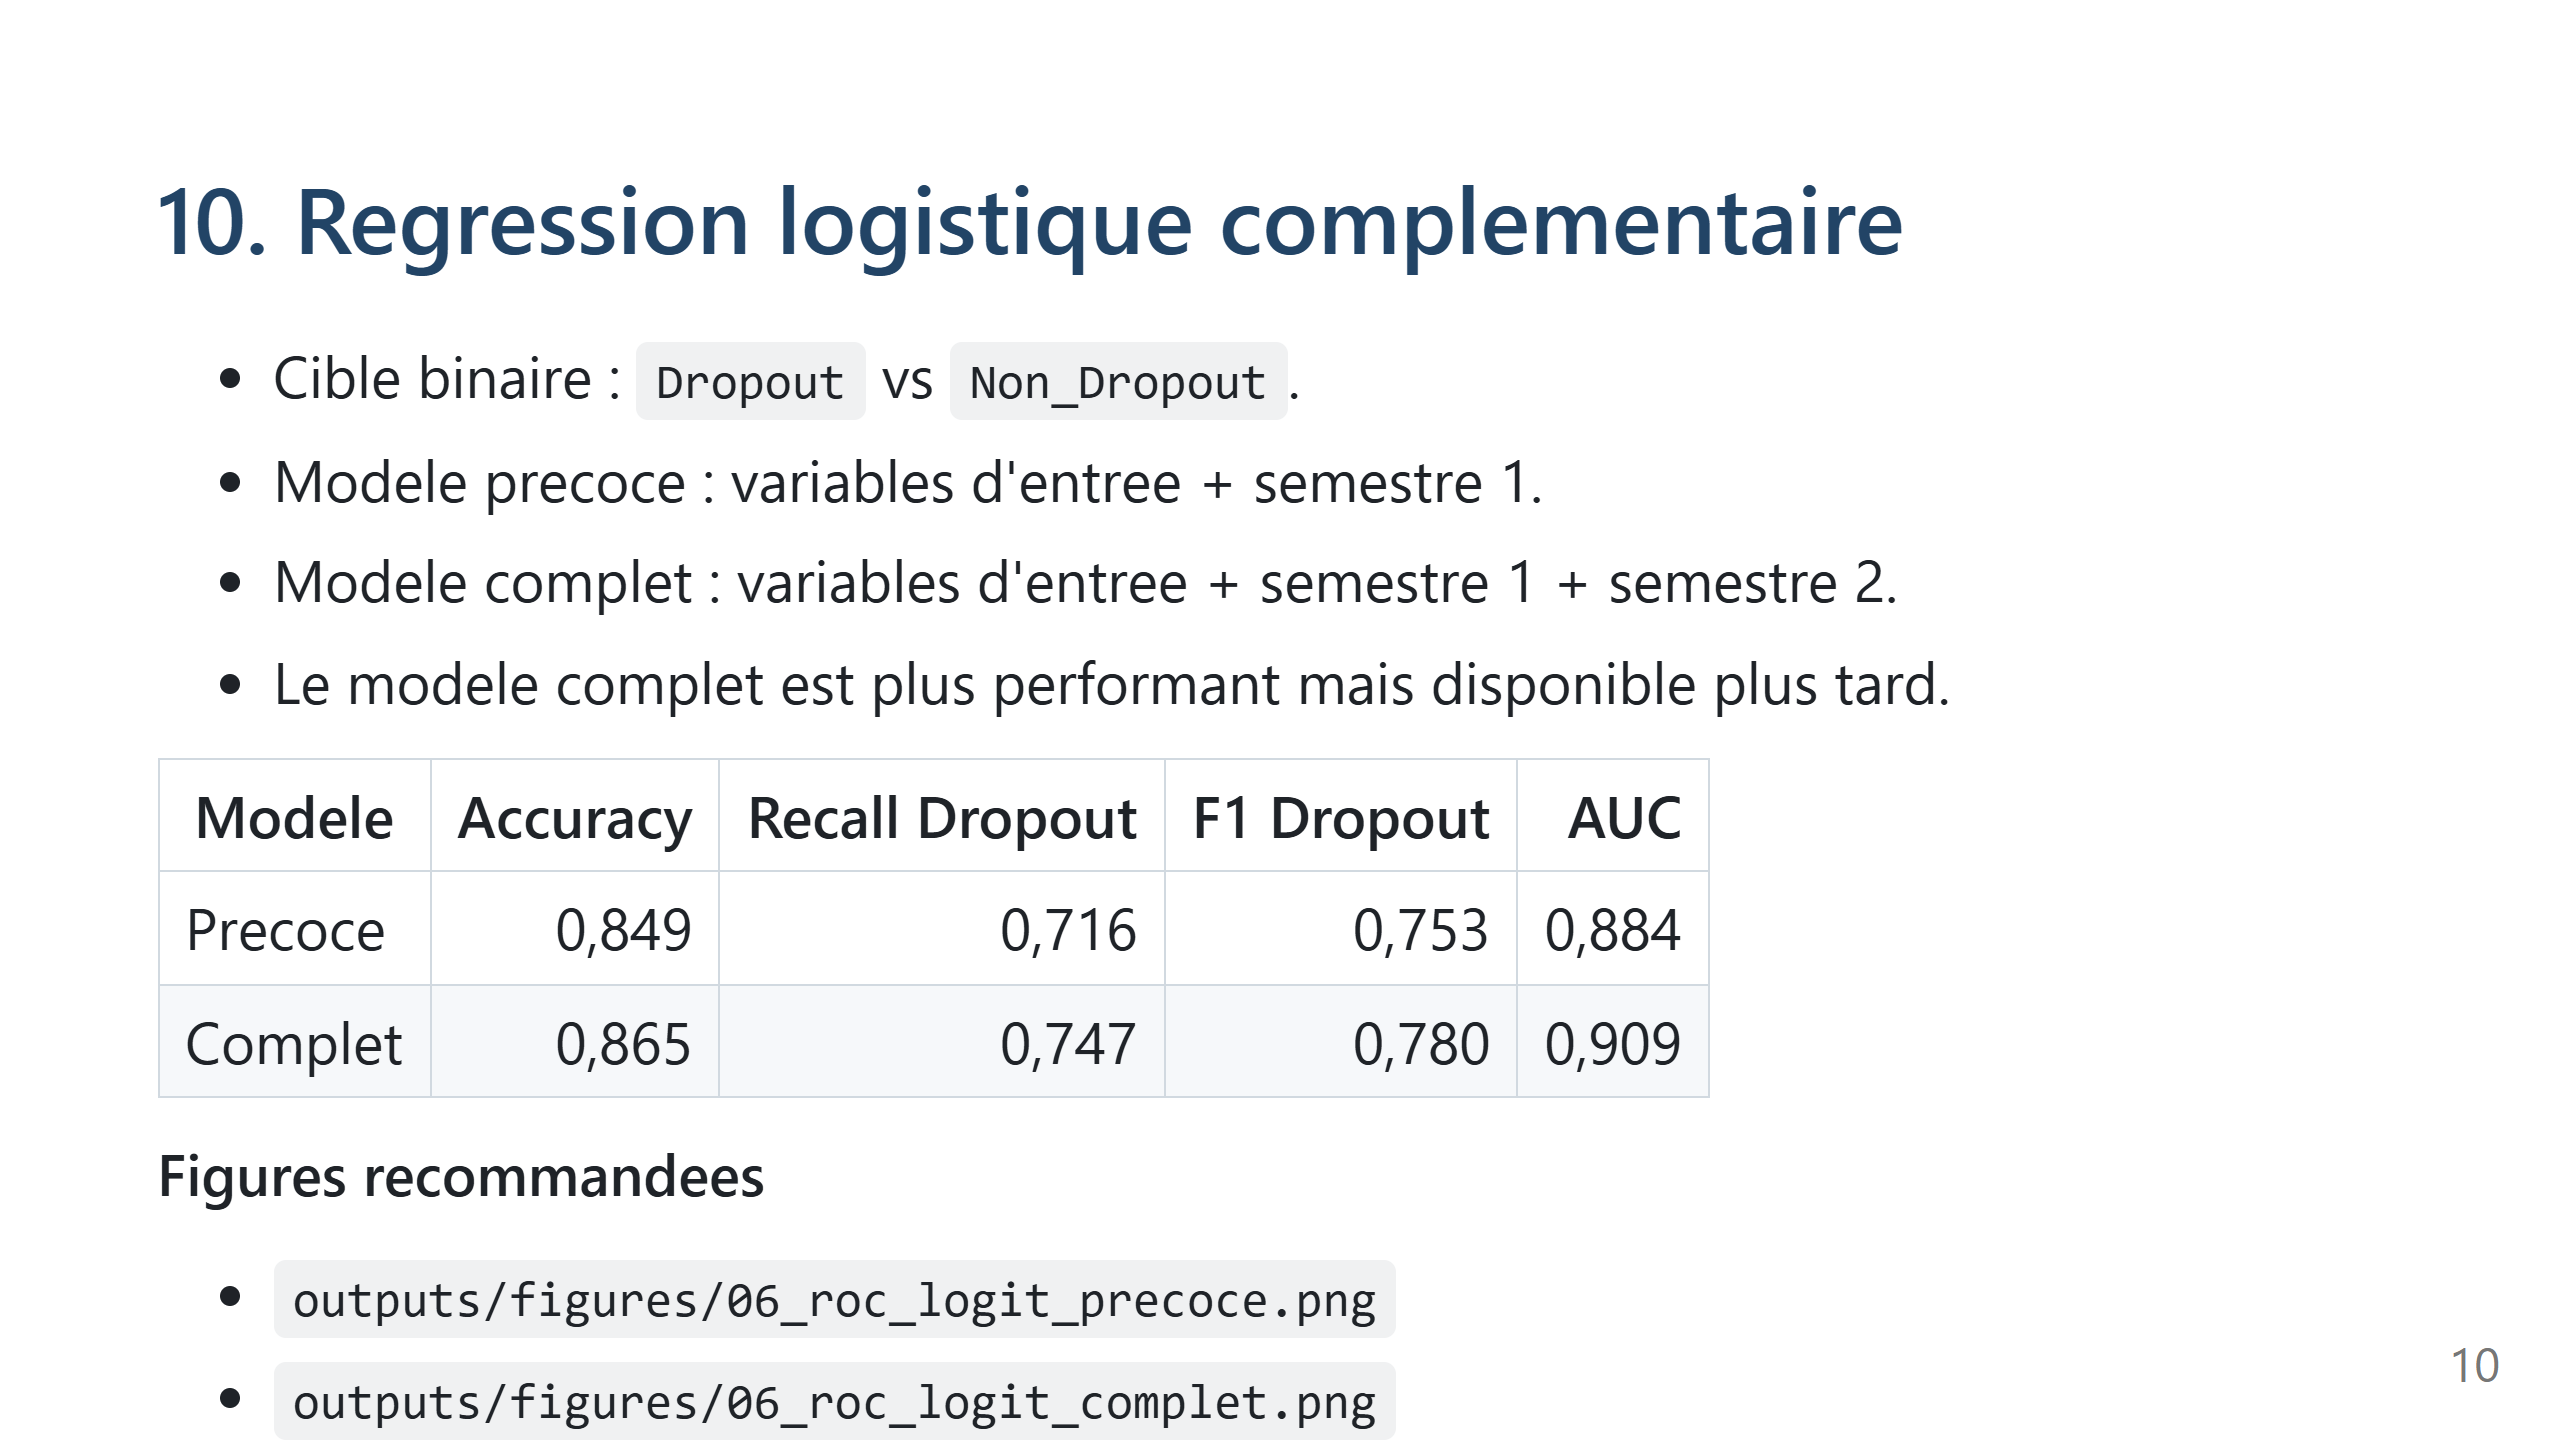 10. Regression logistique complementaire
• Cible binaire : Dropout vs Non_Dropout.
• Modele precoce : variables d'entree + semestre 1.
• Modele complet : variables d'entree + semestre 1 + semestre 2.
• Le modele complet est plus performant mais disponible plus tard.
Modele Accuracy Recall Dropout F1 Dropout AUC
Precoce 0,849 0,716 0,753 0,884
Complet 0,865 0,747 0,780 0,909
Figures recommandees
• outputs/figures/06_roc_logit_precoce.png
• outputs/figures/06_roc_logit_complet.png
10